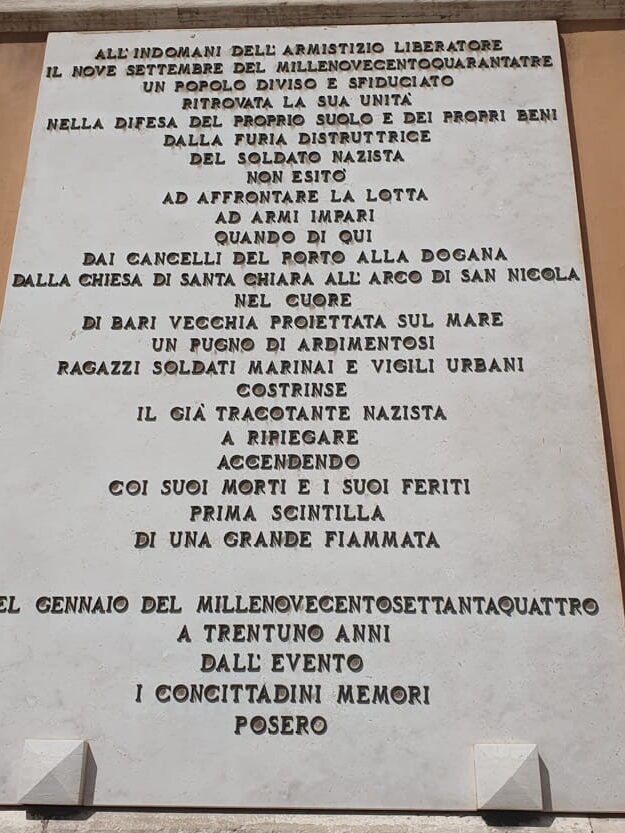 ALL'INDOMANI DELL'ARMISTIZIO LIBERATORE
IL NOVE SETTEMBRE DEL MILLENOVECENTOQUARANTATRE
UN POPOLO DIVISO E SFIDUCIATO
RITROVATA LA SUA UNITA'
NELLA DIFESA DEL PROPRIO SUOLO E DEI PROPRI BENI
DALLA FURIA DISTRUTTRICE
DEL SOLDATO NAZISTA
NON ESITO'
AD AFFRONTARE LA LOTTA
AD ARMI IMPARI
QUANDO DI QUI
DAI CANCELLI DEL PORTO ALLA DOGANA
DALLA CHIESA DI SANTA CHIARA ALL'ARCO DI SAN NICOLA
NEL CUORE
DI BARI VECCHIA PROIETTATA SUL MARE
UN PUGNO DI ARDIMENTOSI
RAGAZZI SOLDATI MARINAI E VIGILI URBANI
COSTRINSE
IL GIÀ TRACOTANTE NAZISTA
A RIPIEGARE
ACCENDENDO
COI SUOI MORTI E I SUOI FERITI
PRIMA SCINTILLA
DI UNA GRANDE FIAMMATA
EL GENNAIO DEL MILLENOVECENTOSETTANTAQUATTRO
A TRENTUNO ANNI
DALL'EVENTO
I CONCITTADINI MEMORI
POSERO